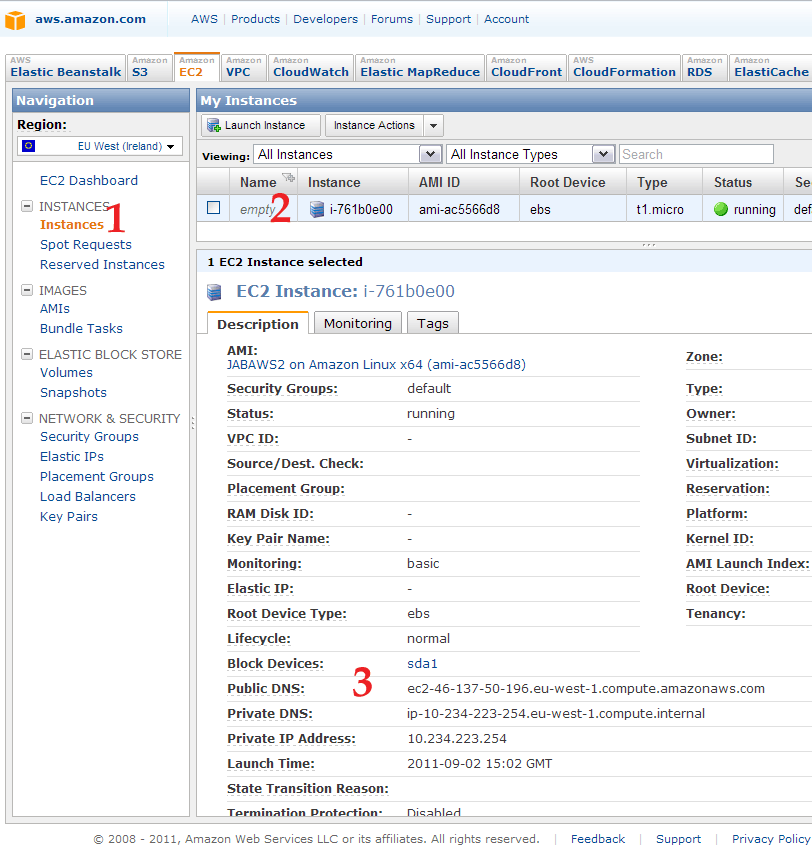 aws.amazon.com
AWS | Products | Developers | Forums | Support | Account
AWS Elastic Beanstalk
Amazon S3
Amazon EC2
Amazon VPC
Amazon CloudWatch
Amazon Elastic MapReduce
Amazon CloudFront
AWS CloudFormation
Amazon RDS
Amazon ElastiCache
Navigation
Region:
EU West (Ireland)
EC2 Dashboard
INSTANCES
Instances 1
Spot Requests
Reserved Instances
IMAGES
AMIs
Bundle Tasks
ELASTIC BLOCK STORE
Volumes
Snapshots
NETWORK & SECURITY
Security Groups
Elastic IPs
Placement Groups
Load Balancers
Key Pairs
My Instances
Launch Instance Instance Actions
Viewing: All Instances All Instance Types Search
Name Instance AMI ID Root Device Type Status Se
empty 2 i-761b0e00 ami-ac5566d8 ebs t1.micro running def
1 EC2 Instance selected
EC2 Instance: i-761b0e00
Description Monitoring Tags
AMI:
JABAWS2 on Amazon Linux x64 (ami-ac5566d8) Zone:
Security Groups: default Type:
Status: running Owner:
VPC ID: - Subnet ID:
Source/Dest. Check: Virtualization:
Placement Group: Reservation:
RAM Disk ID: - Platform:
Key Pair Name: - Kernel ID:
Monitoring: basic AMI Launch Index:
Elastic IP: - Root Device:
Root Device Type: ebs Tenancy:
Lifecycle: normal
Block Devices: sda1
3
Public DNS: ec2-46-137-50-196.eu-west-1.compute.amazonaws.com
Private DNS: ip-10-234-223-254.eu-west-1.compute.internal
Private IP Address: 10.234.223.254
Launch Time: 2011-09-02 15:02 GMT
State Transition Reason:
Termination Protection: Disabled
© 2008 - 2011, Amazon Web Services LLC or its affiliates. All rights reserved. | Feedback | Support | Privacy Policy